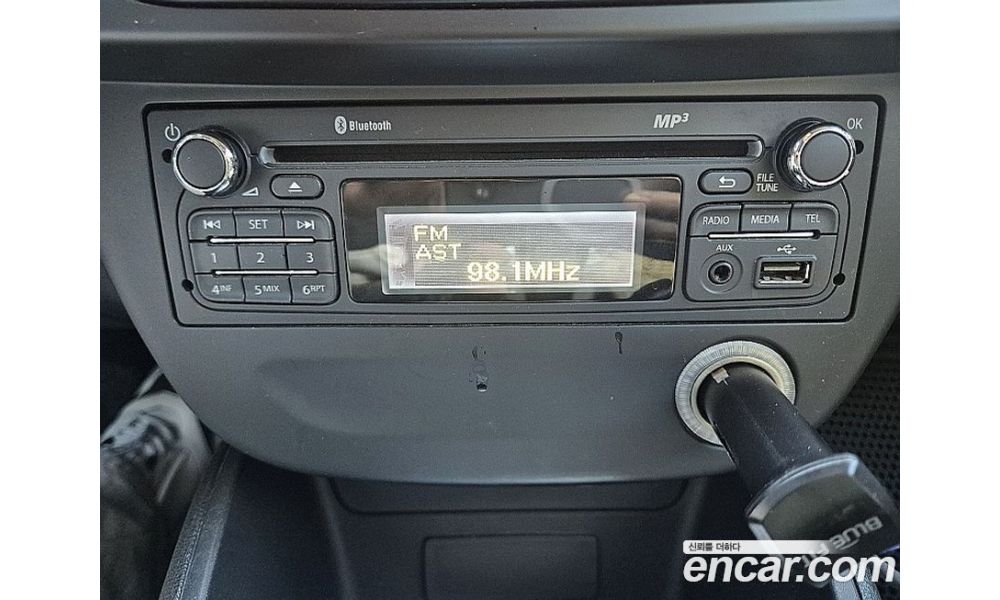 Bluetooth
MP3
OK
FILE
TUNE
SET
RADIO
MEDIA
TEL
FM
AST
98.1MHz
AUX
1
2
3
4INF
5MIX
6RPT
신뢰를 더하다
encar.com